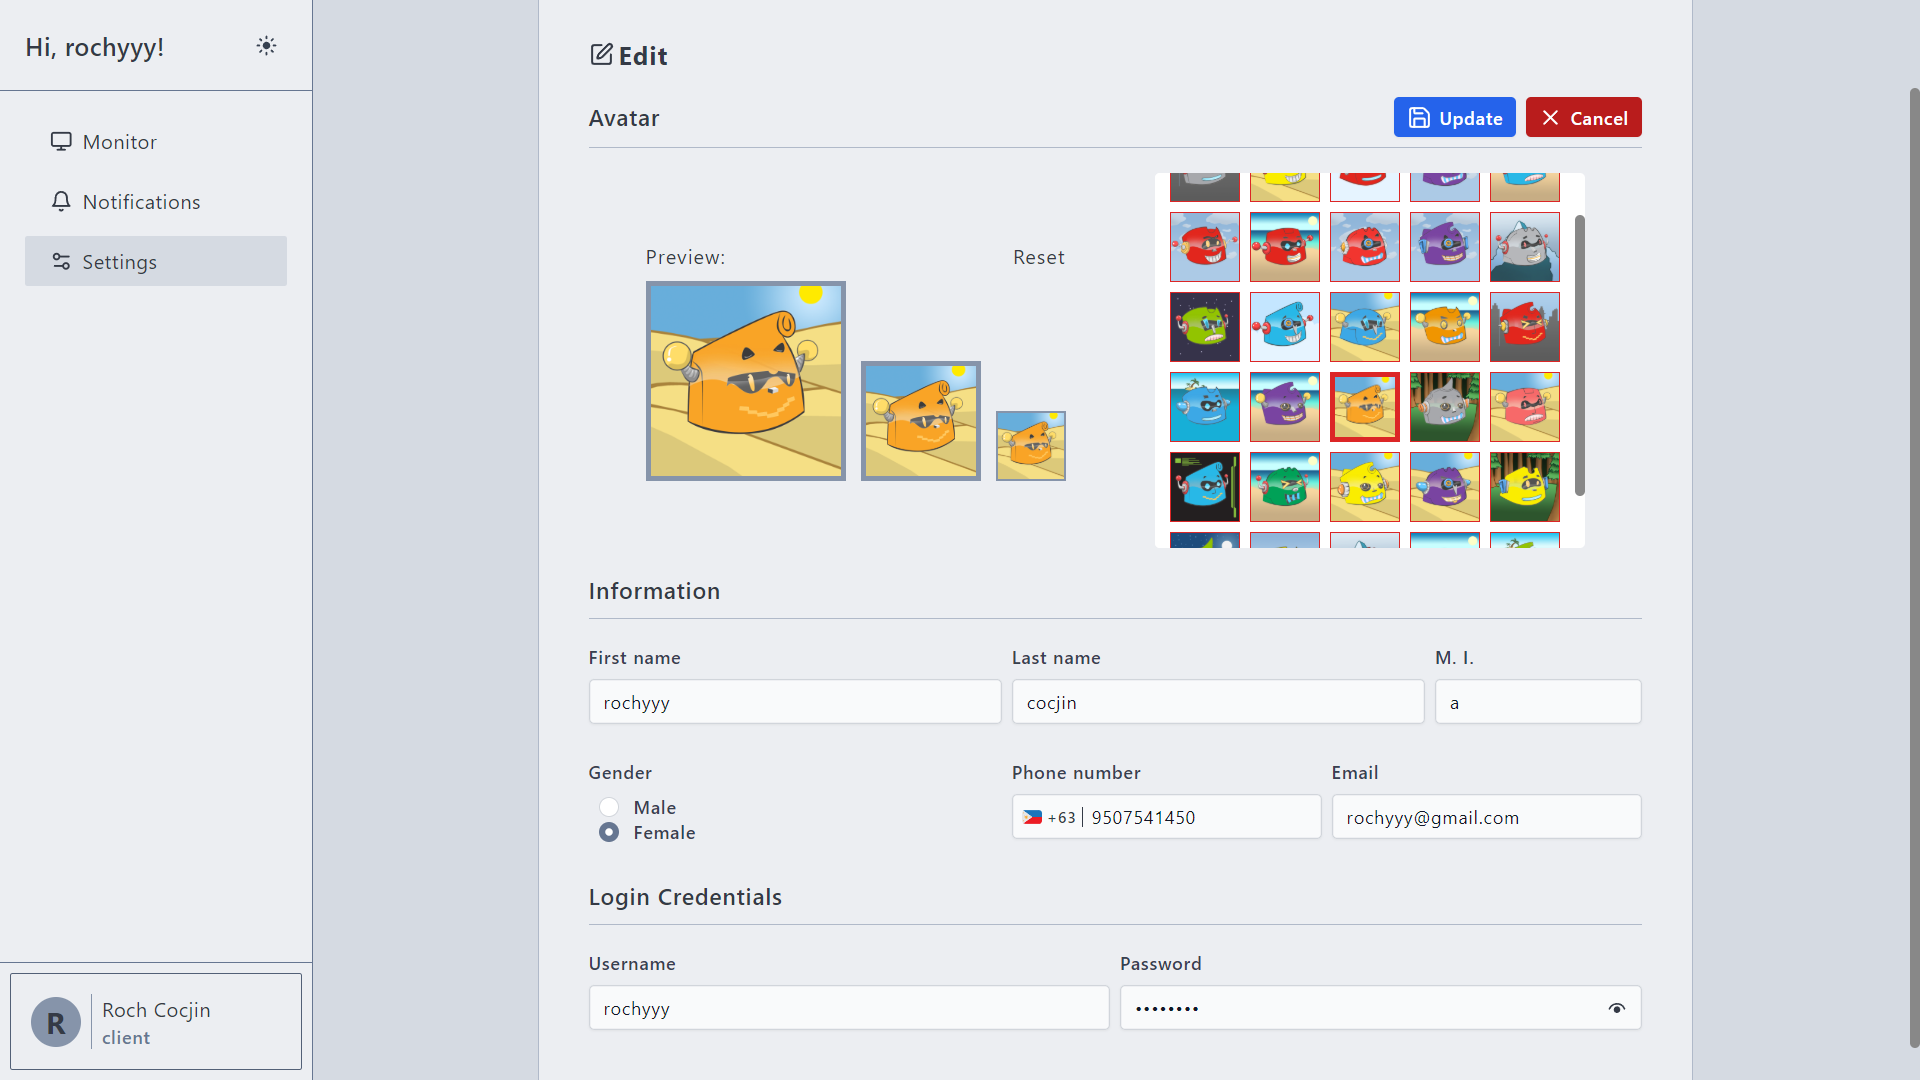 Hi, rochyyy!
Monitor
Notifications
Settings
Roch Cocjin
client
R
Edit
Avatar
Update
Cancel
Preview:
Reset
Information
First name
Last name
M. I.
rochyyy
cocjin
a
Gender
Male
Female
Phone number
Email
+63
9507541450
rochyyy@gmail.com
Login Credentials
Username
Password
rochyyy
••••••••